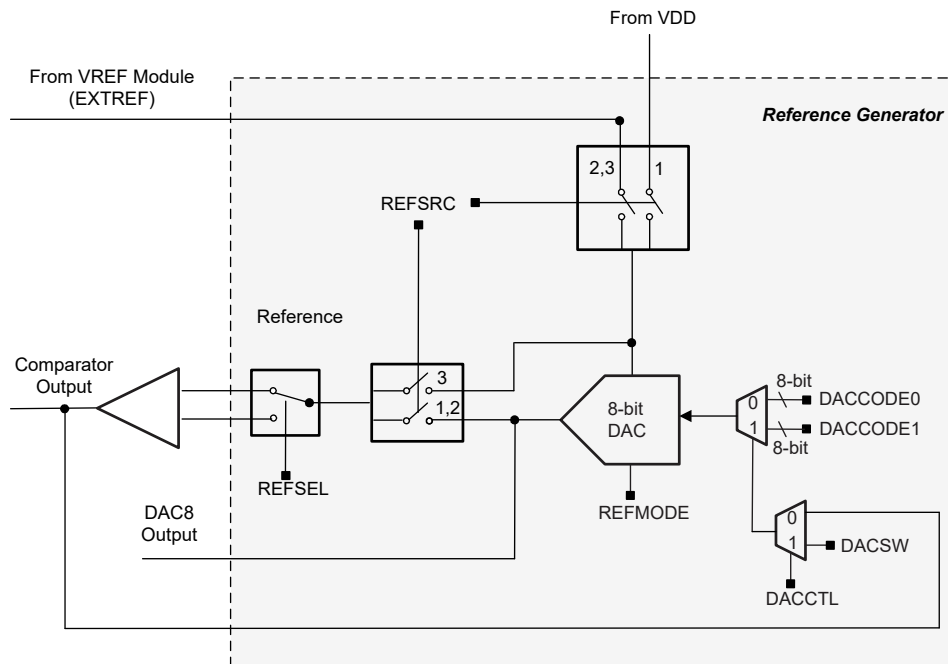 From VDD
From VREF Module
(EXTREF)
Reference Generator
2,3
1
REFSRC
Reference
Comparator
Output
3
1,2
8-bit
DAC
0
1
8-bit
DACCODE0
DACCODE1
8-bit
REFSEL
REFMODE
DAC8
Output
0
1
DACSW
DACCTL